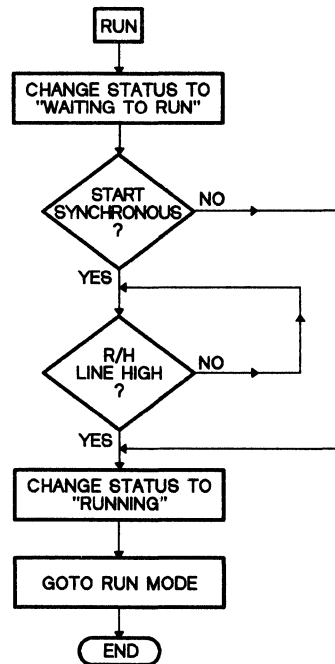 RUN
CHANGE STATUS TO
"WAITING TO RUN"
START
SYNCHRONOUS
?
NO
YES
R/H
LINE HIGH
?
NO
YES
CHANGE STATUS TO
"RUNNING"
GOTO RUN MODE
END